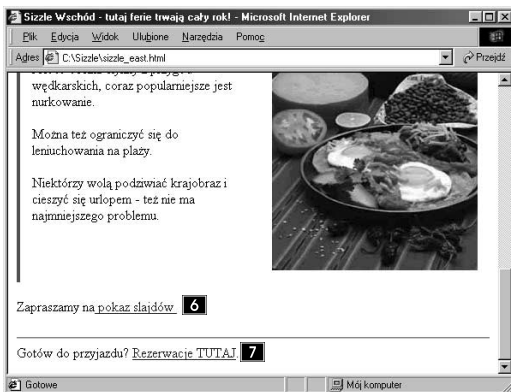 Sizzle Wschód - tutaj ferie trwają cały rok! - Microsoft Internet Explorer
Plik Edycja Widok Ulubione Narzędzia Pomoc
Adres C:\Sizzle\sizzle_east.html Przejdź
wędkarskich, coraz popularniejsze jest
nurkowanie.
Można też ograniczyć się do
leniuchowania na plaży.
Niektórzy wolą podziwiać krajobraz i
cieszyć się urlopem - też nie ma
najmniejszego problemu.
Zapraszamy na pokaz slajdów 6
Gotów do przyjazdu? Rezerwacje TUTAJ. 7
Gotowe Mój komputer